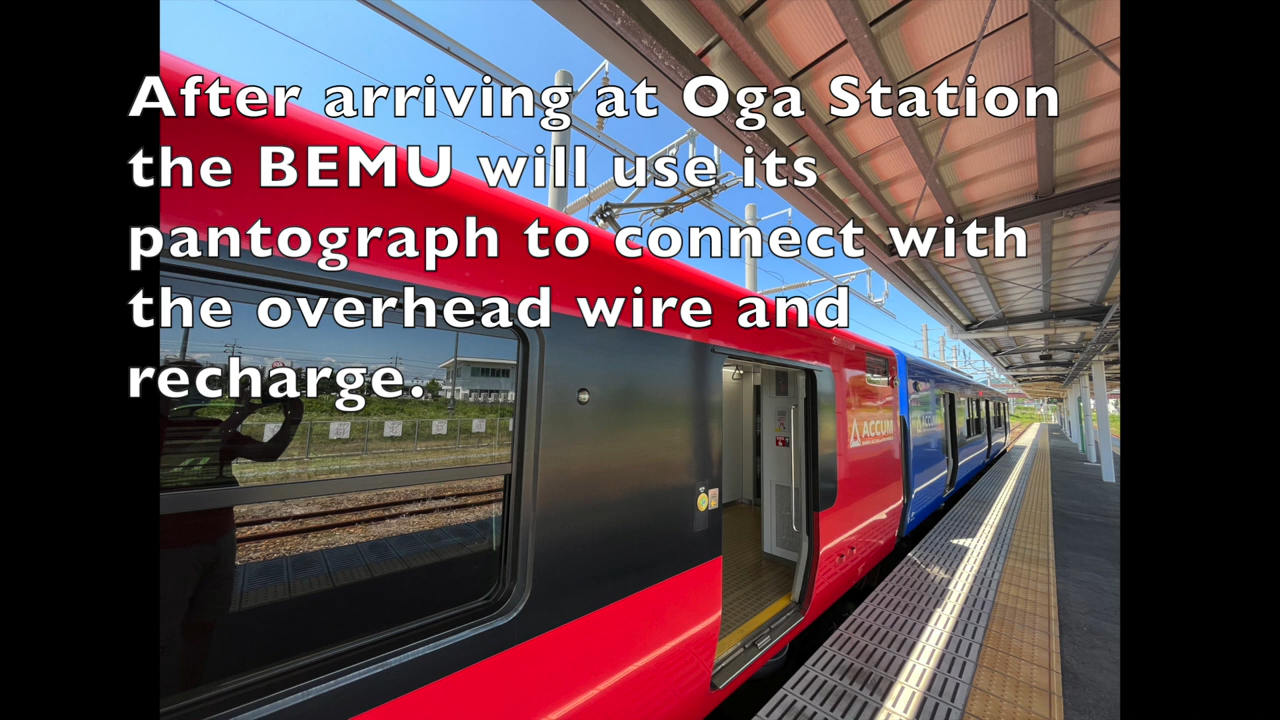 After arriving at Oga Station
the BEMU will use its
pantograph to connect with
the overhead wire and
recharge.
ACCUM